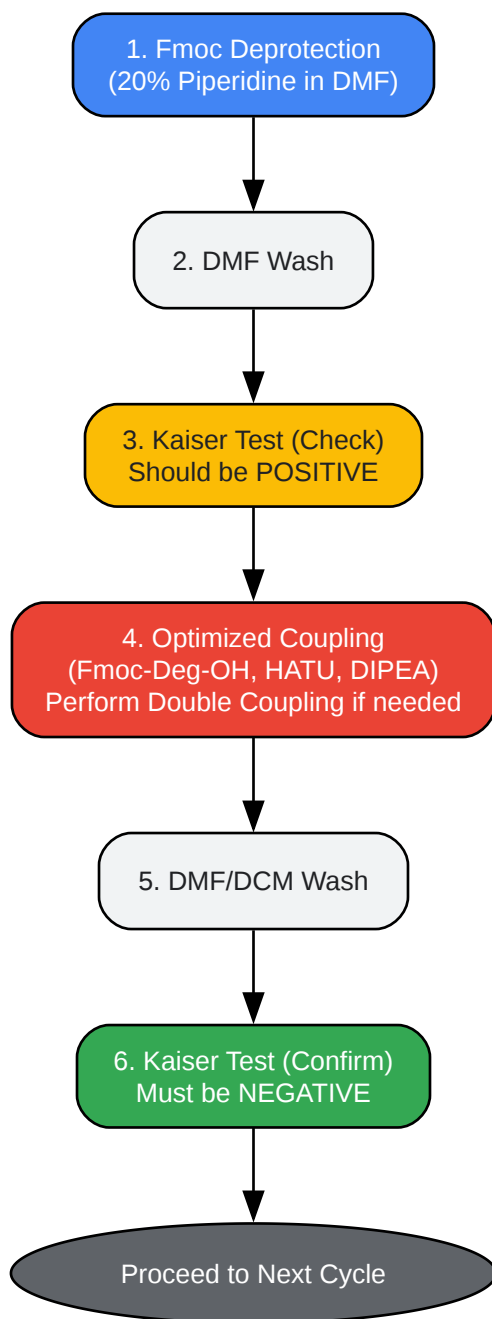 1. Fmoc Deprotection
(20% Piperidine in DMF)
2. DMF Wash
3. Kaiser Test (Check)
Should be POSITIVE
4. Optimized Coupling
(Fmoc-Deg-OH, HATU, DIPEA)
Perform Double Coupling if needed
5. DMF/DCM Wash
6. Kaiser Test (Confirm)
Must be NEGATIVE
Proceed to Next Cycle